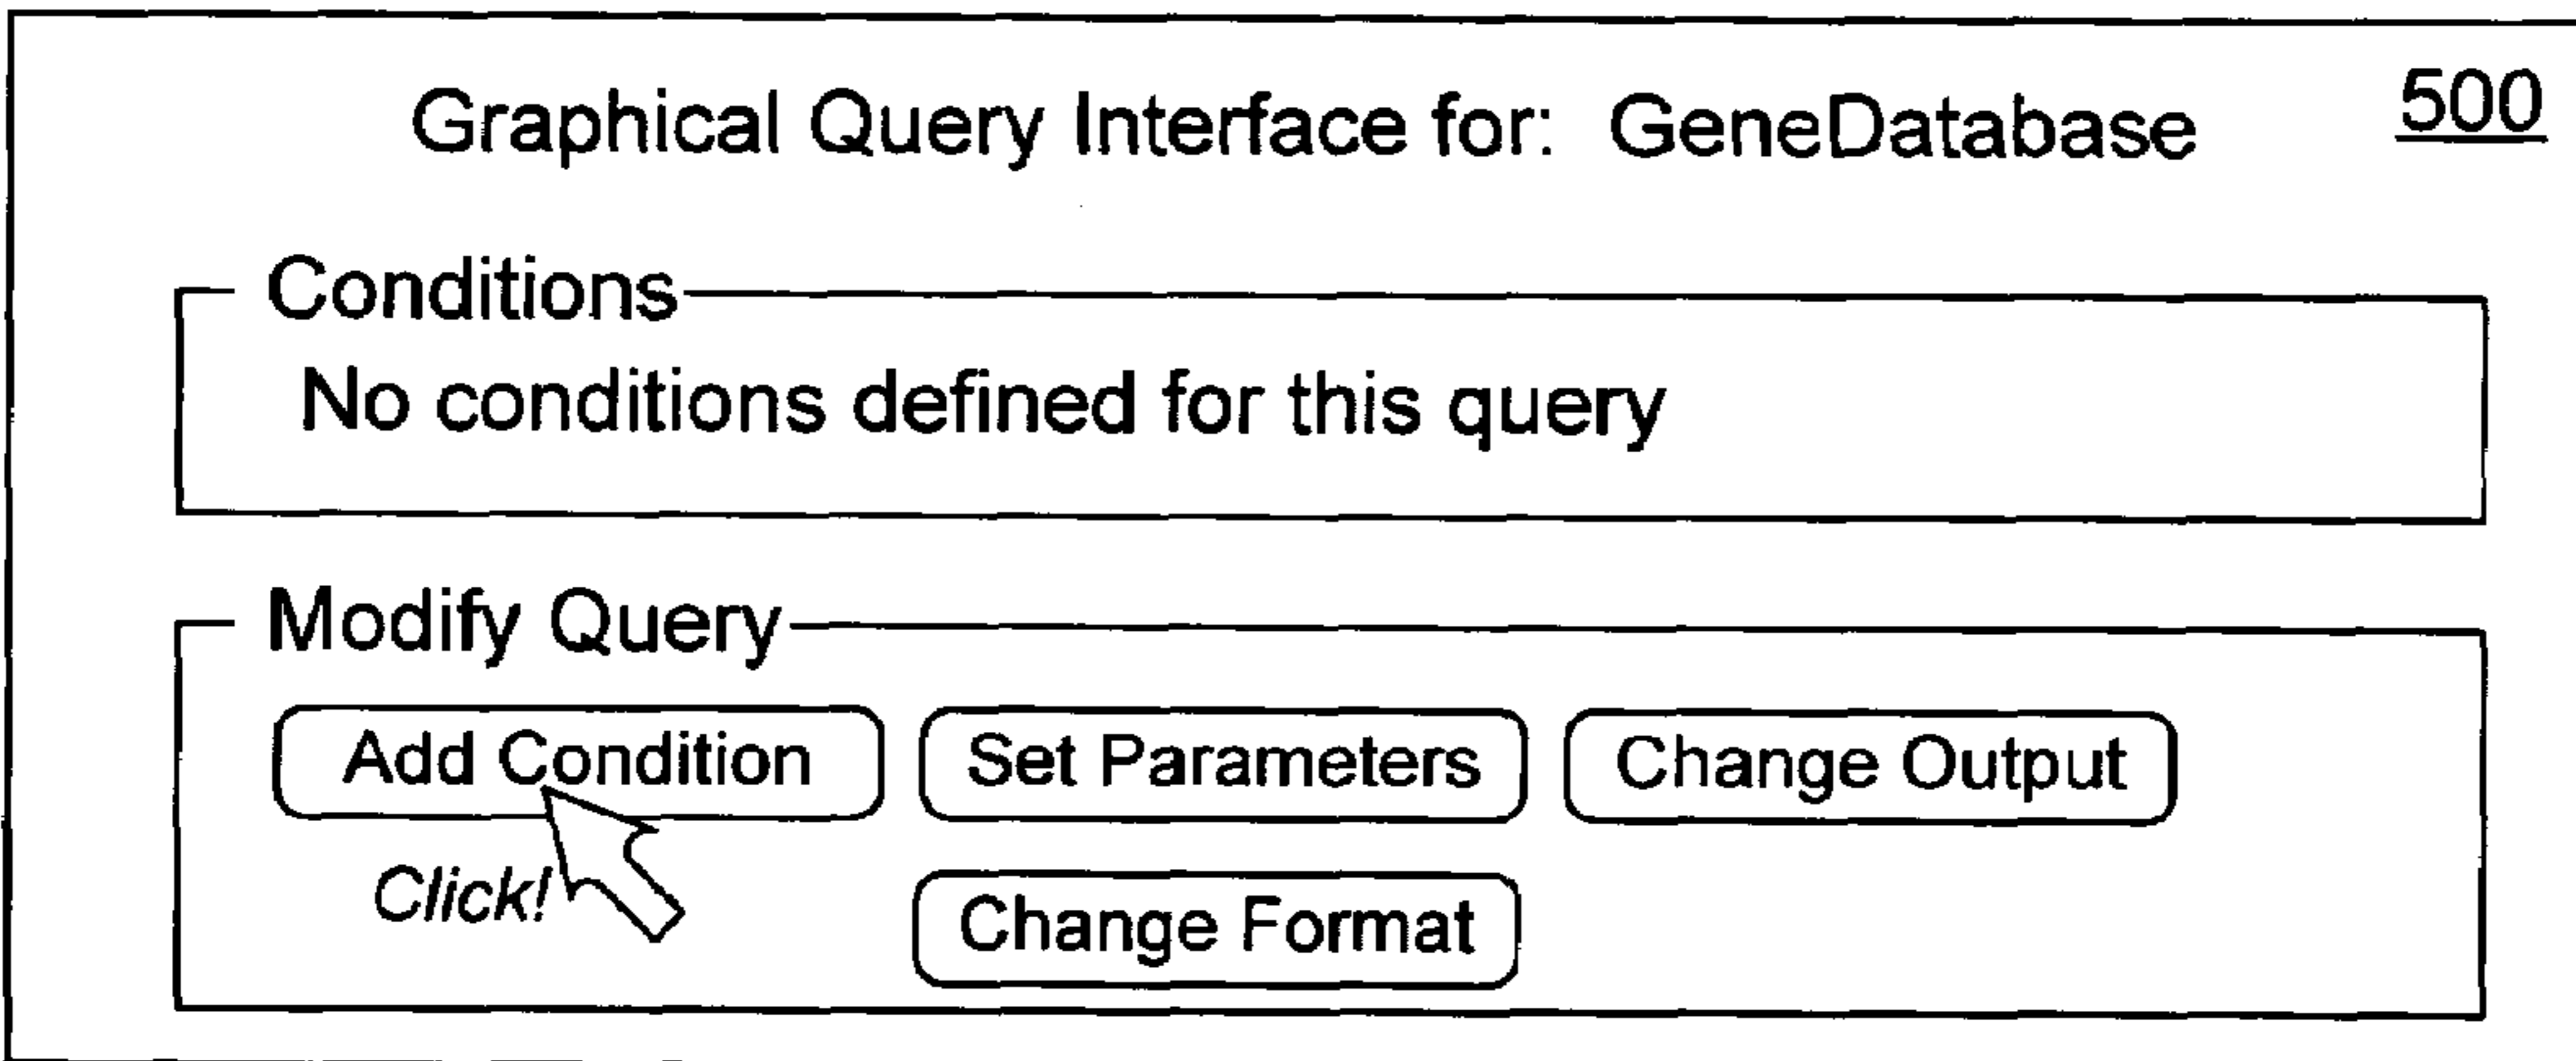 Graphical Query Interface for: GeneDatabase 500
Conditions
No conditions defined for this query
Modify Query
Add Condition Set Parameters Change Output
Click! Change Format